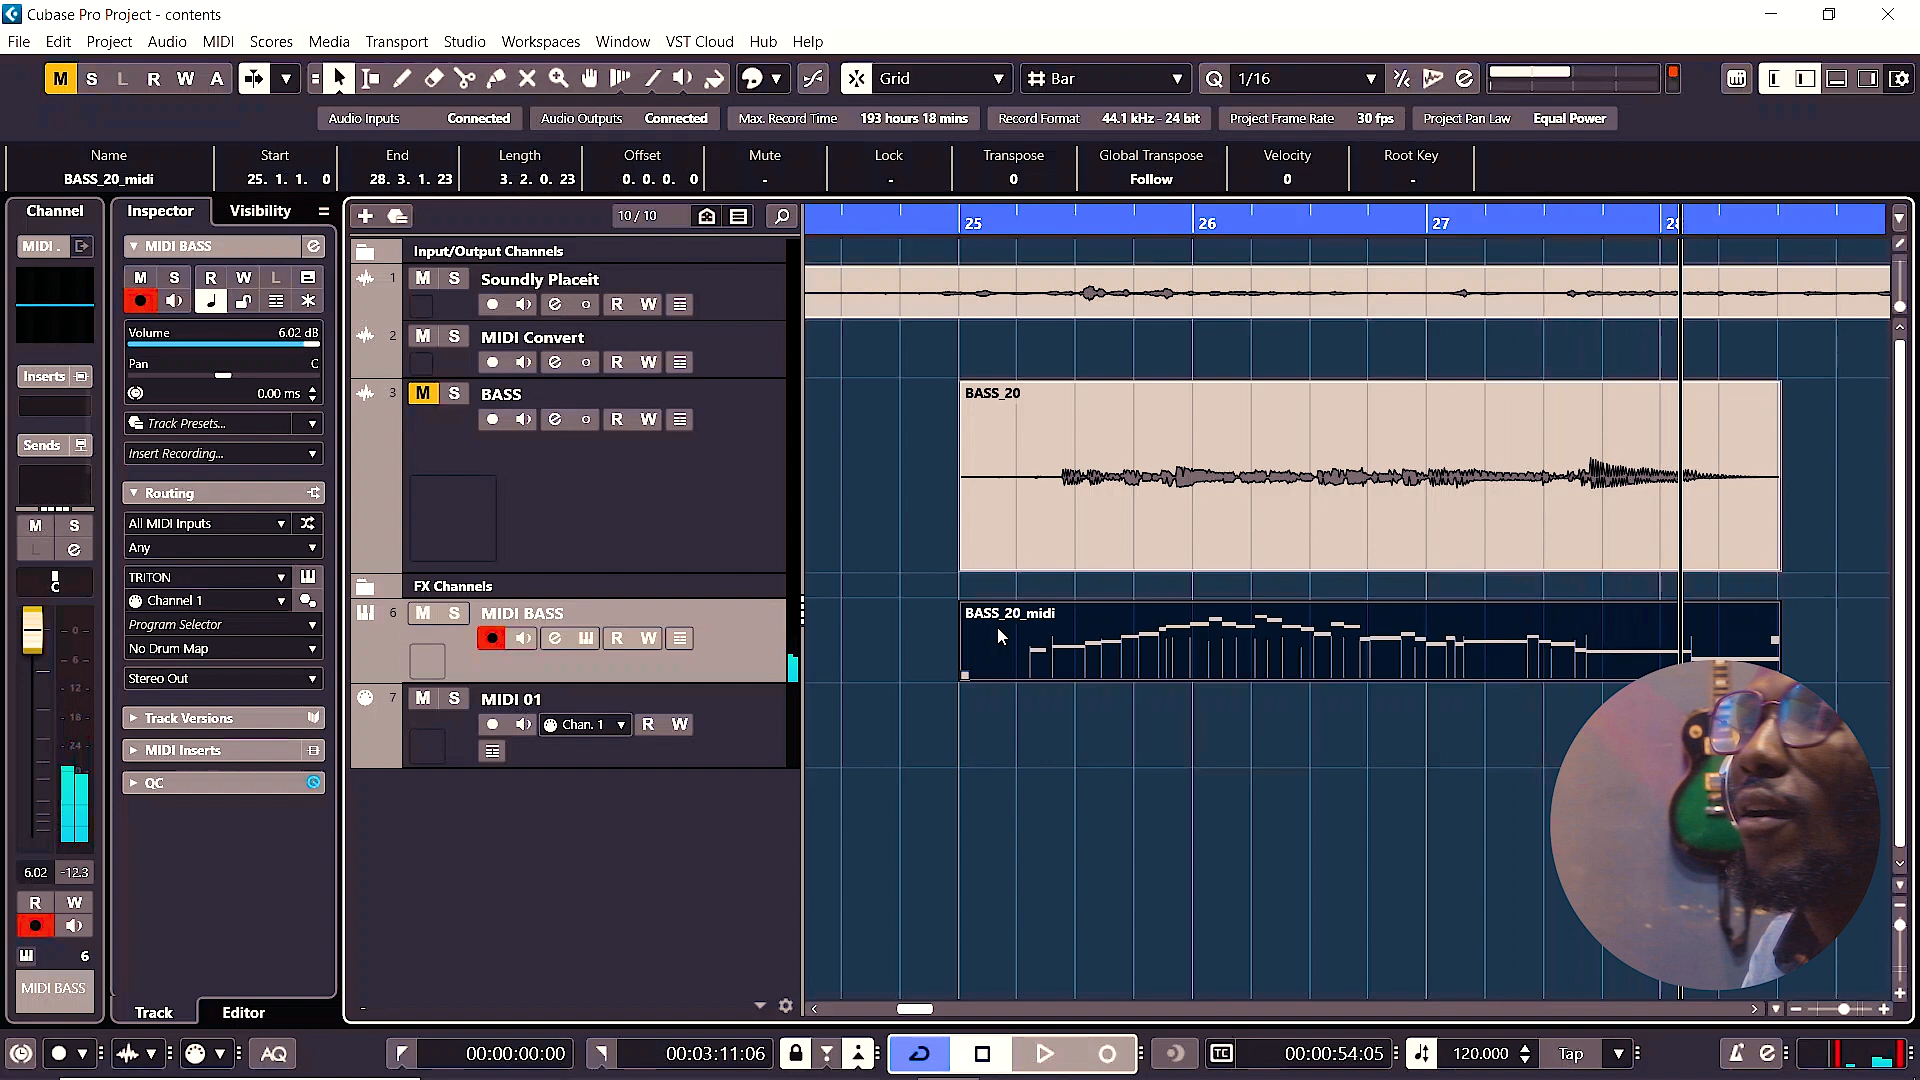 Cubase Pro Project - contents
File Edit Project Audio MIDI Scores Media Transport Studio Workspaces Window VST Cloud Hub Help
M S L R W A Grid Bar Q 1/16
Audio Inputs Connected Audio Outputs Connected Max. Record Time 193 hours 18 mins Record Format 44.1 kHz - 24 bit Project Frame Rate 30 fps Project Pan Law Equal Power
Name Start End Length Offset Mute Lock Transpose Global Transpose Velocity Root Key
BASS_20_midi 25. 1. 1. 0 28. 3. 1. 23 3. 2. 0. 23 0. 0. 0. 0 - - 0 Follow 0 -
Channel
MIDI .
Inserts
Sends
M S
L
C
0
6
12
18
24
6.02 -12.3
R W
6
MIDI BASS
Inspector Visibility
MIDI BASS
M S R W L
Volume 6.02 dB
Pan C
0.00 ms
Track Presets...
Insert Recording...
Routing
All MIDI Inputs
Any
TRITON
Channel 1
Program Selector
No Drum Map
Stereo Out
Track Versions
MIDI Inserts
QC
Track Editor
10 / 10
Input/Output Channels
1 M S Soundly Placeit
R W
2 M S MIDI Convert
R W
3 M S BASS
R W
FX Channels
6 M S MIDI BASS
R W
7 M S MIDI 01
Chan. 1 R W
25 26 27
BASS_20
BASS_20_midi
AQ 00:00:00:00 00:03:11:06 TC 00:00:54:05 120.000 Tap